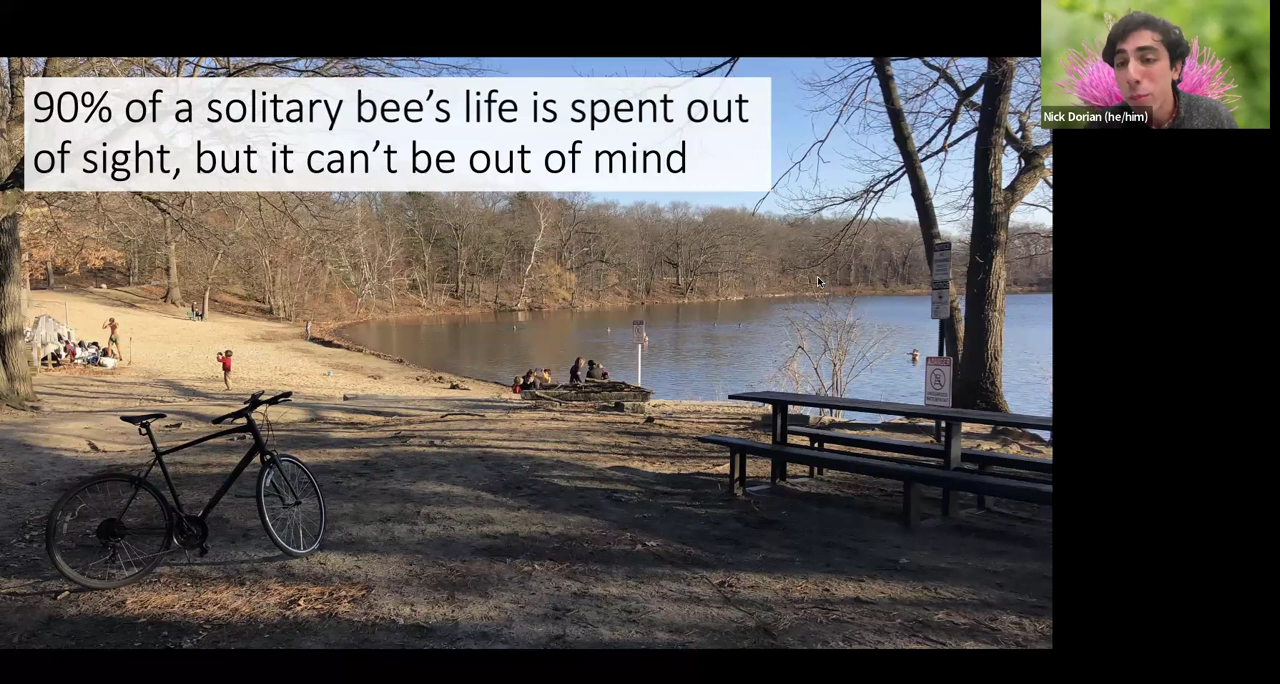 90% of a solitary bee’s life is spent out
of sight, but it can’t be out of mind
Nick Dorian (he/him)